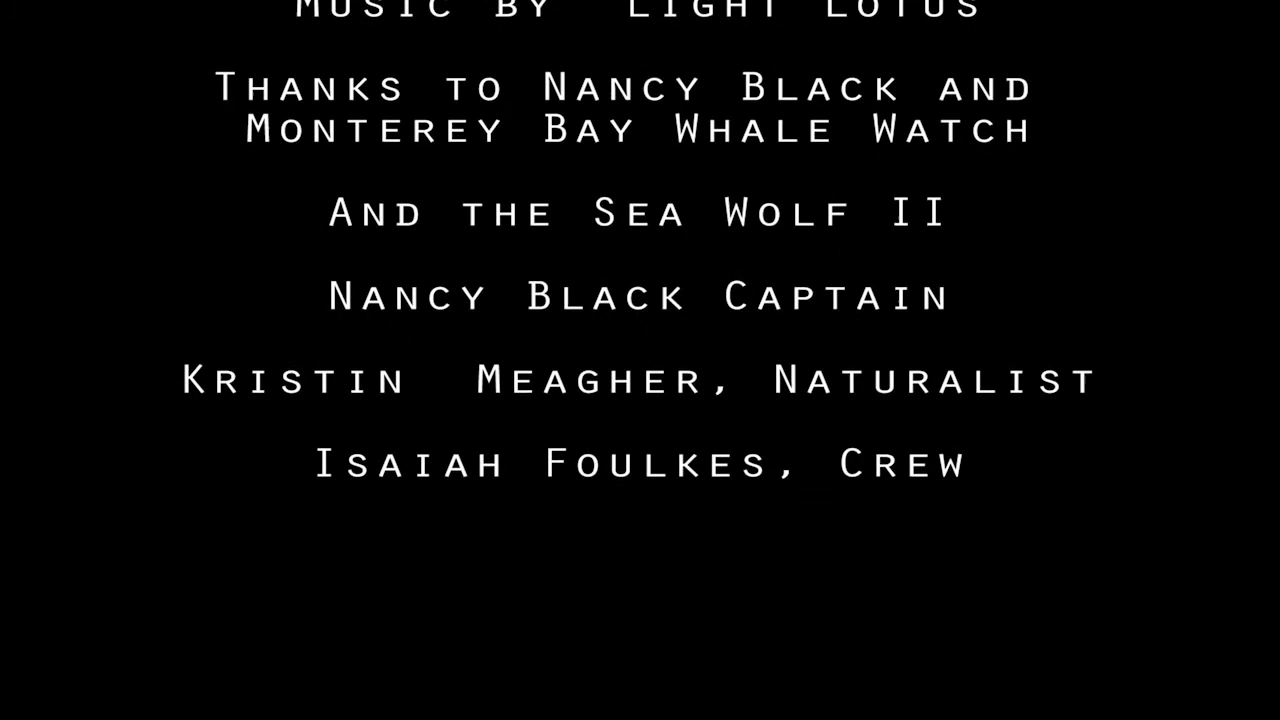 Music by Light Lotus
Thanks to Nancy Black and
Monterey Bay Whale Watch
And the Sea Wolf II
Nancy Black Captain
Kristin Meagher, Naturalist
Isaiah Foulkes, Crew